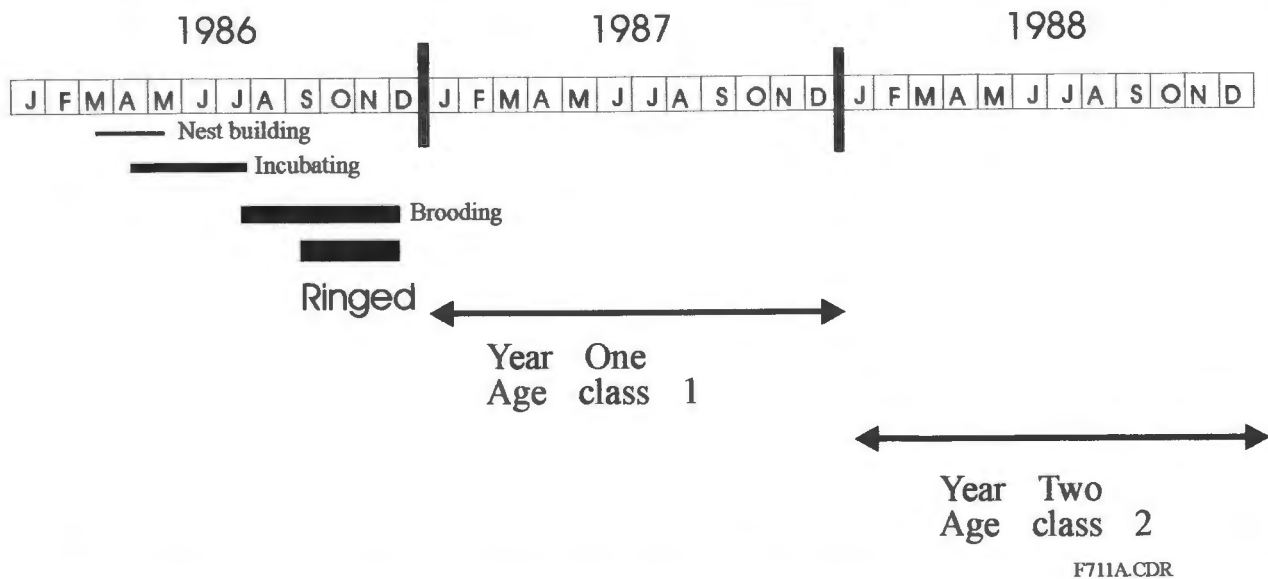 1986 1987 1988
J F M A M J J A S O N D J F M A M J J A S O N D J F M A M J J A S O N D
Nest building
Incubating
Brooding
Ringed
Year One
Age class 1
Year Two
Age class 2
F711A.CDR